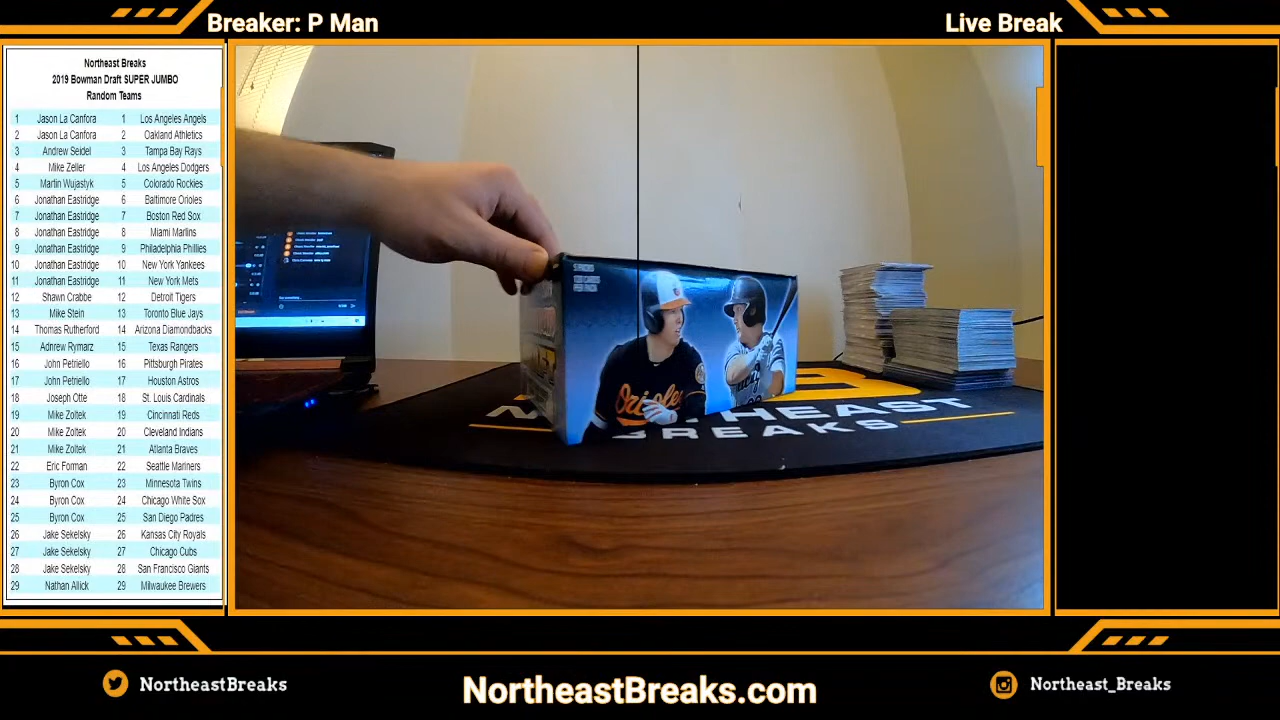 Breaker: P Man
Live Break
Northeast Breaks
2019 Bowman Draft SUPER JUMBO
Random Teams
1 Jason La Canfora 1 Los Angeles Angels
2 Jason La Canfora 2 Oakland Athletics
3 Andrew Seidel 3 Tampa Bay Rays
4 Mike Zeller 4 Los Angeles Dodgers
5 Martin Wujastyk 5 Colorado Rockies
6 Jonathan Eastridge 6 Baltimore Orioles
7 Jonathan Eastridge 7 Boston Red Sox
8 Jonathan Eastridge 8 Miami Marlins
9 Jonathan Eastridge 9 Philadelphia Phillies
10 Jonathan Eastridge 10 New York Yankees
11 Jonathan Eastridge 11 New York Mets
12 Shawn Crabbe 12 Detroit Tigers
13 Mike Stein 13 Toronto Blue Jays
14 Thomas Rutherford 14 Arizona Diamondbacks
15 Adnrew Rymarz 15 Texas Rangers
16 John Petriello 16 Pittsburgh Pirates
17 John Petriello 17 Houston Astros
18 Joseph Otte 18 St. Louis Cardinals
19 Mike Zoltek 19 Cincinnati Reds
20 Mike Zoltek 20 Cleveland Indians
21 Mike Zoltek 21 Atlanta Braves
22 Eric Forman 22 Seattle Mariners
23 Byron Cox 23 Minnesota Twins
24 Byron Cox 24 Chicago White Sox
25 Byron Cox 25 San Diego Padres
26 Jake Sekelsky 26 Kansas City Royals
27 Jake Sekelsky 27 Chicago Cubs
28 Jake Sekelsky 28 San Francisco Giants
29 Nathan Allick 29 Milwaukee Brewers
5 PACKS
PER PACK
Orioles
BREAKS
NortheastBreaks
NortheastBreaks.com
Northeast_Breaks